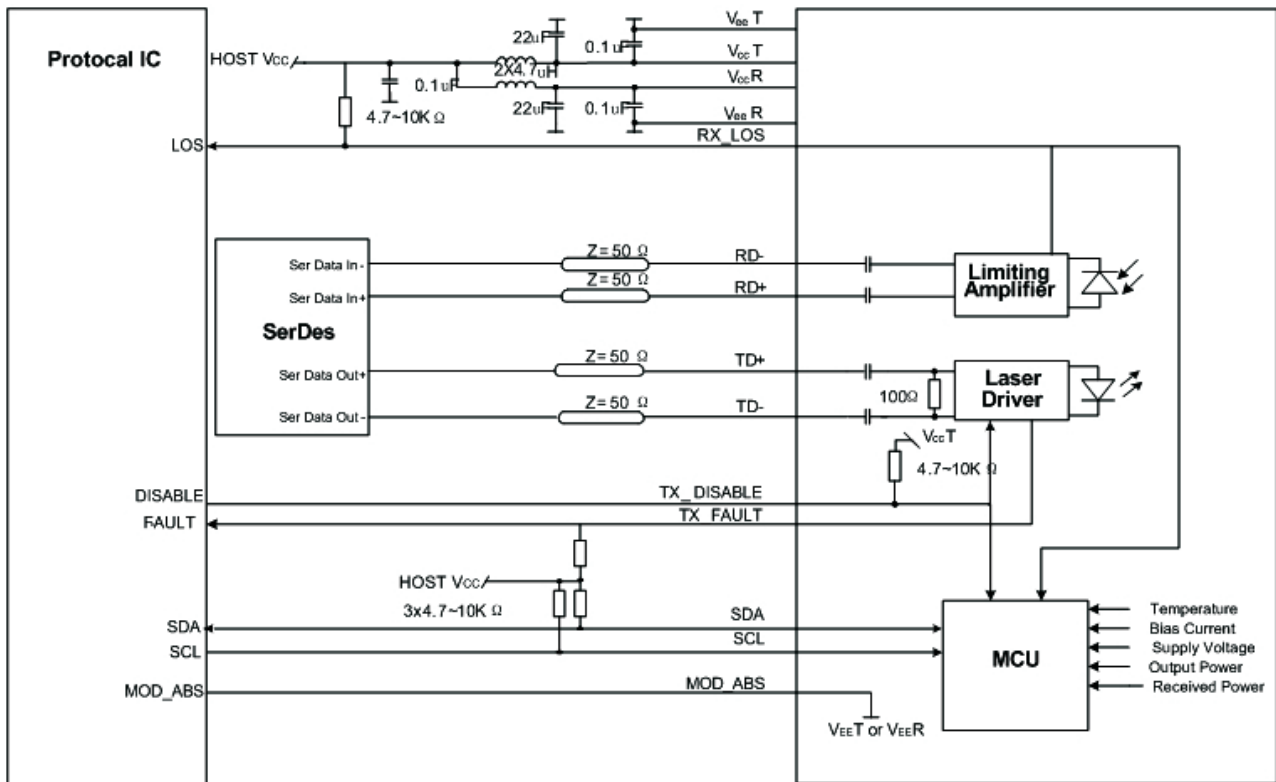 Protocal IC
HOST Vcc
22uF
0.1uF
VeeT
VccT
2X4.7uH
0.1uF
VccR
4.7~10K Ω
22uF
0.1uF
VeeR
LOS
RX_LOS
Ser Data In -
Z= 50 Ω
RD-
Ser Data In+
Z= 50 Ω
RD+
Limiting
Amplifier
SerDes
Ser Data Out+
Z= 50 Ω
TD+
Ser Data Out -
Z= 50 Ω
TD-
100Ω
Laser
Driver
VccT
4.7~10K Ω
DISABLE
TX_DISABLE
FAULT
TX_FAULT
HOST Vcc
3x4.7~10K Ω
SDA
SDA
SCL
SCL
MOD_ABS
MOD_ABS
VEET or VEER
MCU
Temperature
Bias Current
Supply Voltage
Output Power
Received Power